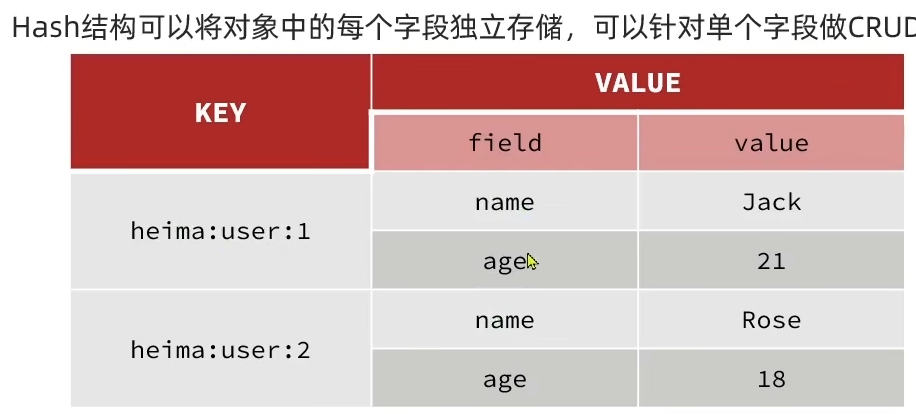 Hash结构可以将对象中的每个字段独立存储，可以针对单个字段做CRUD
KEY VALUE
field value
heima:user:1 name Jack
age 21
heima:user:2 name Rose
age 18